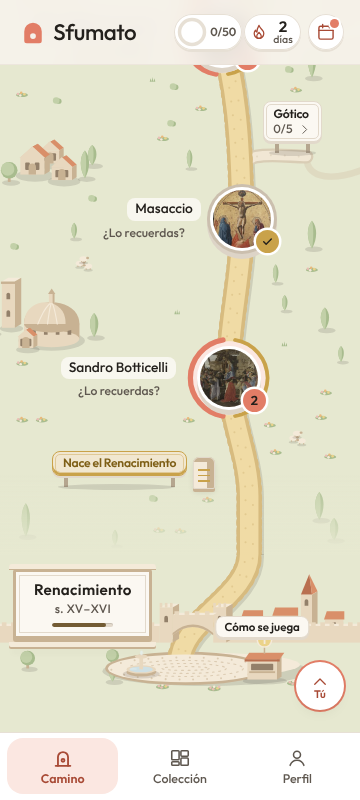 Sfumato
0/50
2
días
Gótico
0/5
Masaccio
¿Lo recuerdas?
Sandro Botticelli
¿Lo recuerdas?
2
Nace el Renacimiento
Renacimiento
s. XV–XVI
Cómo se juega
Tú
Camino
Colección
Perfil